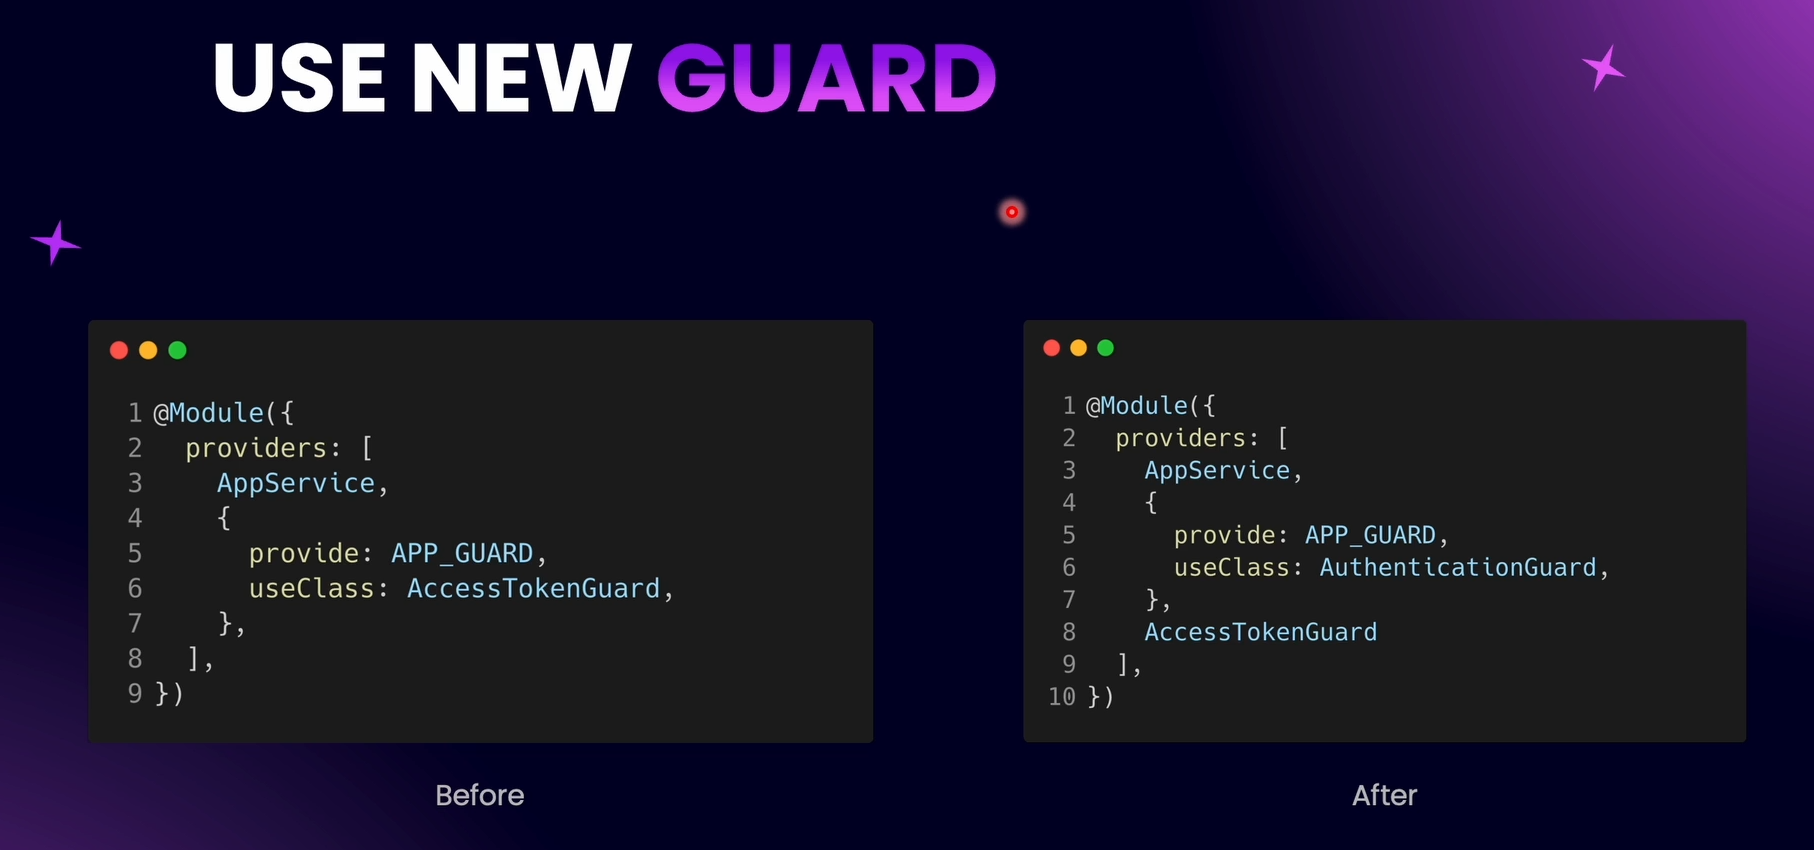 USE NEW GUARD
1 @Module({
2   providers: [
3     AppService,
4     {
5       provide: APP_GUARD,
6       useClass: AccessTokenGuard,
7     },
8   ],
9 })
Before
1 @Module({
2   providers: [
3     AppService,
4     {
5       provide: APP_GUARD,
6       useClass: AuthenticationGuard,
7     },
8     AccessTokenGuard
9   ],
10 })
After